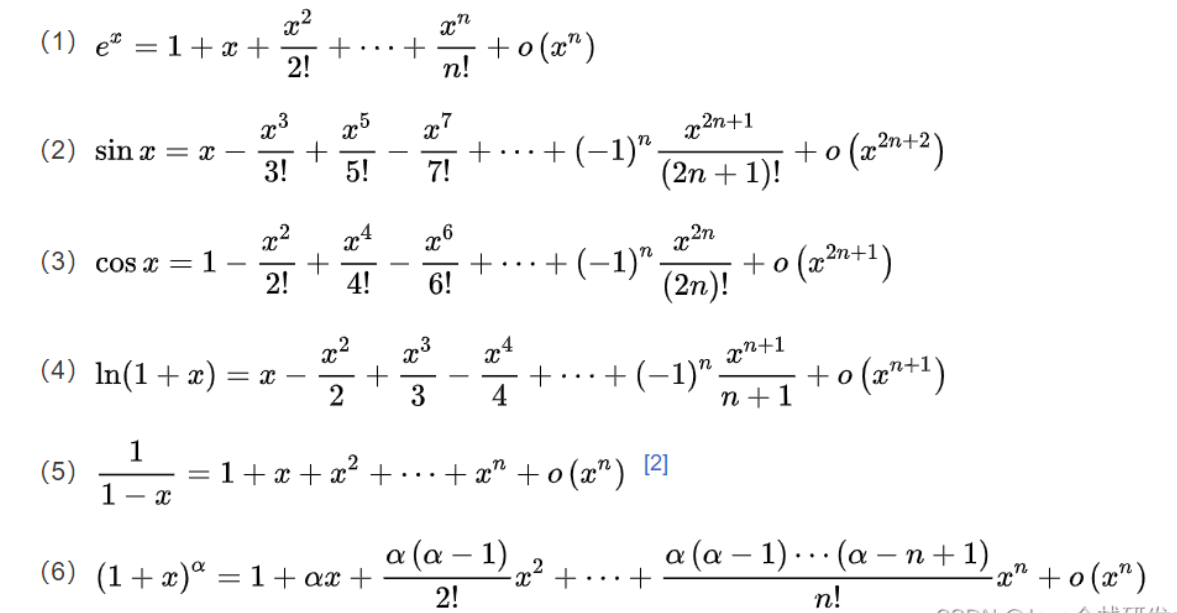 (1) e^x = 1 + x + x^2/2! + ⋯ + x^n/n! + o(x^n)
(2) sin x = x − x^3/3! + x^5/5! − x^7/7! + ⋯ + (−1)^n x^{2n+1}/(2n+1)! + o(x^{2n+2})
(3) cos x = 1 − x^2/2! + x^4/4! − x^6/6! + ⋯ + (−1)^n x^{2n}/(2n)! + o(x^{2n+1})
(4) ln(1 + x) = x − x^2/2 + x^3/3 − x^4/4 + ⋯ + (−1)^n x^{n+1}/(n+1) + o(x^{n+1})
(5) 1/(1 − x) = 1 + x + x^2 + ⋯ + x^n + o(x^n) [2]
(6) (1 + x)^α = 1 + αx + α(α − 1)/2! x^2 + ⋯ + α(α − 1)⋯(α − n + 1)/n! x^n + o(x^n)